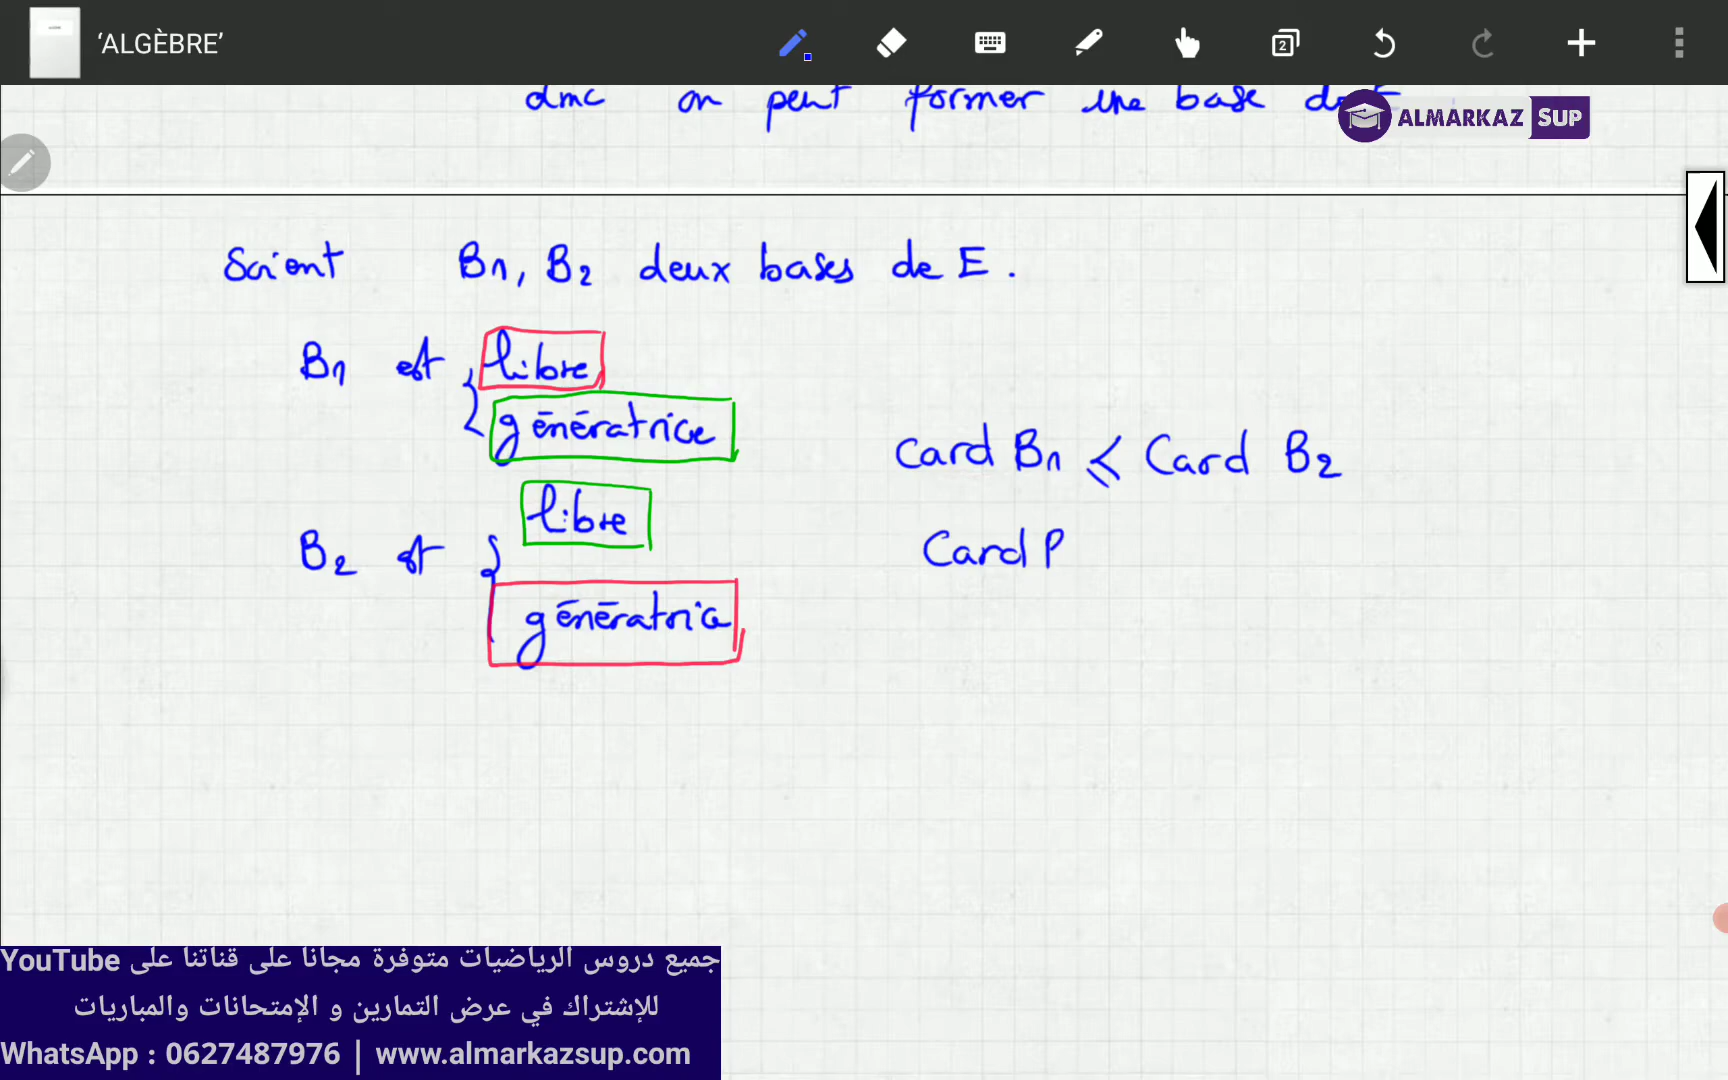 ‘ALGÈBRE’
2
donc on peut former une base
ALMARKAZ SUP
Soient B1, B2 deux bases de E.
B1 est { libre
génératrice
Card B1 ⩽ Card B2
B2 est { libre
Card P
génératrice
جميع دروس الرياضيات متوفرة مجانا على قناتنا على YouTube
للإشتراك في عرض التمارين و الإمتحانات والمباريات
WhatsApp : 0627487976 | www.almarkazsup.com